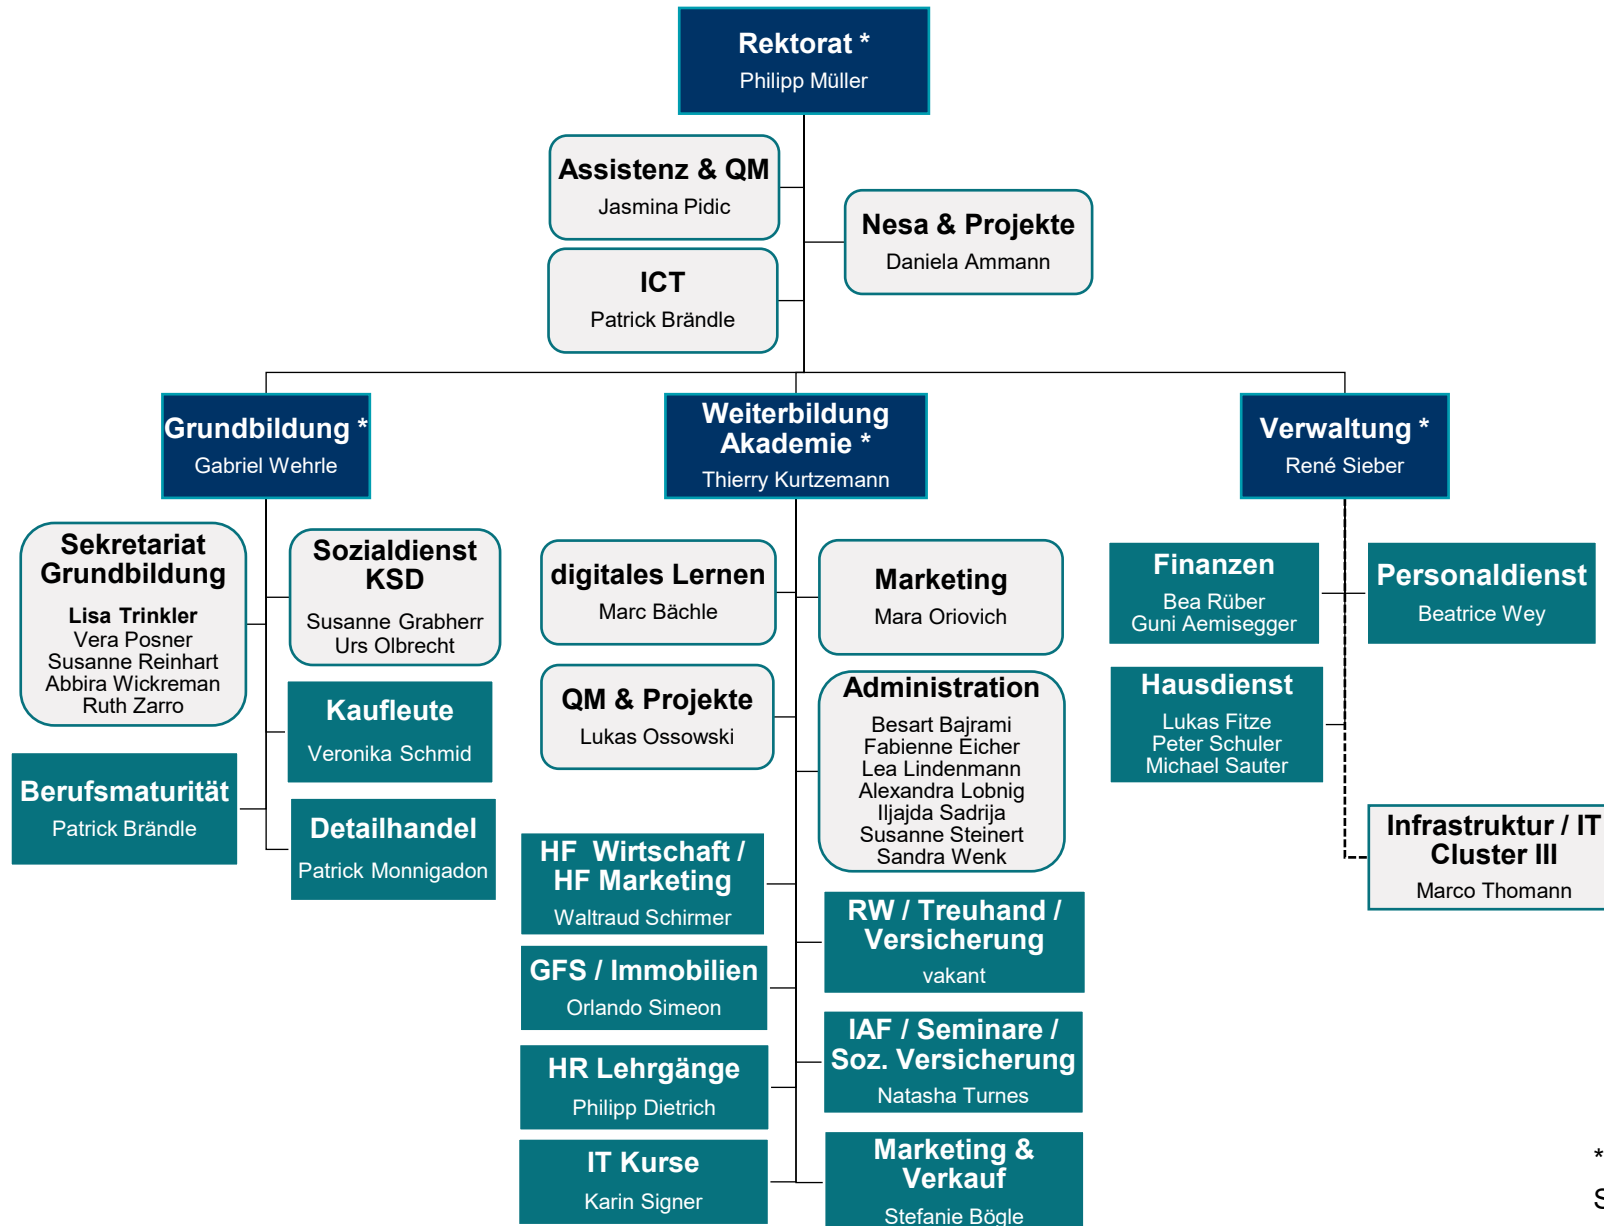 Rektorat *
Philipp Müller
Assistenz & QM
Jasmina Pidic
Nesa & Projekte
Daniela Ammann
ICT
Patrick Brändle
Grundbildung *
Gabriel Wehrle
Weiterbildung
Akademie *
Thierry Kurtzemann
Verwaltung *
René Sieber
Sekretariat
Grundbildung
Lisa Trinkler
Vera Posner
Susanne Reinhart
Abbira Wickreman
Ruth Zarro
Sozialdienst
KSD
Susanne Grabherr
Urs Olbrecht
Kaufleute
Veronika Schmid
Berufsmaturität
Patrick Brändle
Detailhandel
Patrick Monnigadon
digitales Lernen
Marc Bächle
Marketing
Mara Oriovich
QM & Projekte
Lukas Ossowski
Administration
Besart Bajrami
Fabienne Eicher
Lea Lindenmann
Alexandra Lobnig
Iljajda Sadrija
Susanne Steinert
Sandra Wenk
HF Wirtschaft /
HF Marketing
Waltraud Schirmer
RW / Treuhand /
Versicherung
vakant
GFS / Immobilien
Orlando Simeon
IAF / Seminare /
Soz. Versicherung
Natasha Turnes
HR Lehrgänge
Philipp Dietrich
IT Kurse
Karin Signer
Marketing &
Verkauf
Stefanie Bögle
Finanzen
Bea Rüber
Guni Aemisegger
Personaldienst
Beatrice Wey
Hausdienst
Lukas Fitze
Peter Schuler
Michael Sauter
Infrastruktur / IT
Cluster III
Marco Thomann
*
S